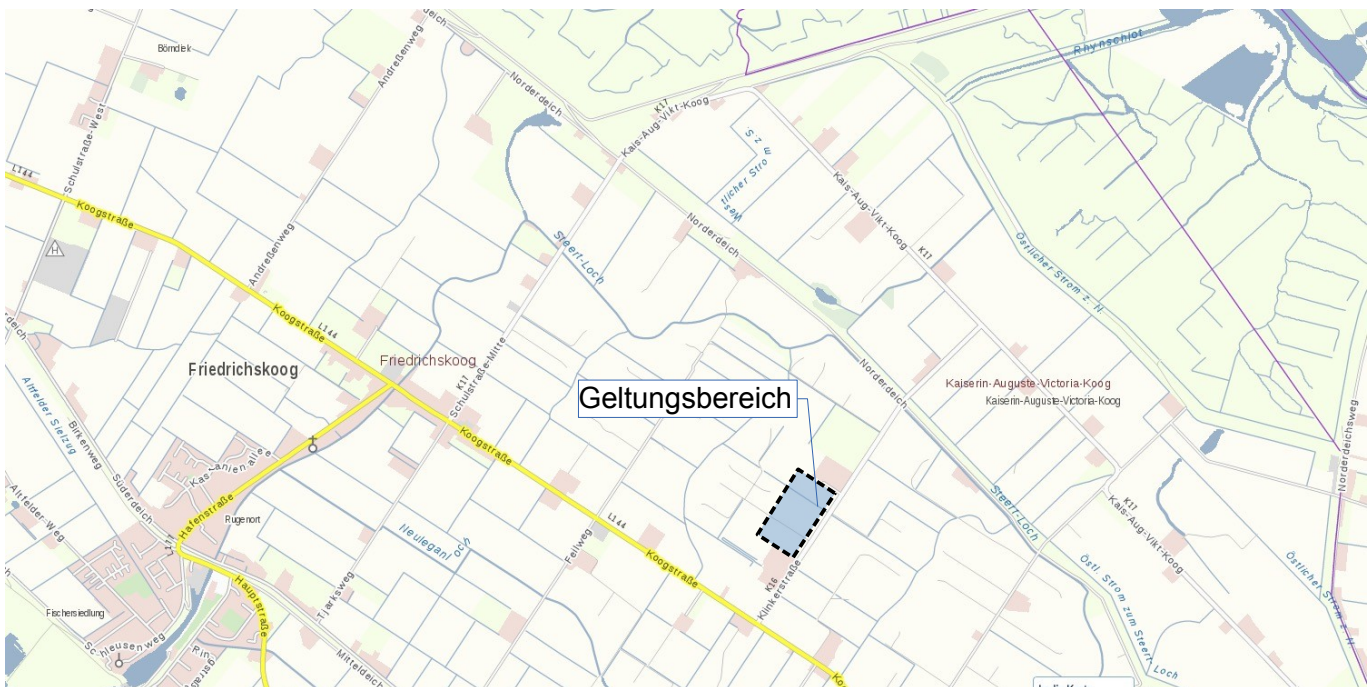 Börndiek
Andreßenweg
deich
Norderdeich
K17
Kais-Aug-Vikt-Koog
Rhynschlot
Schulstraße-West
L144
Koogstraße
Westlicher Strom z. S
Kais-Aug-Vikt-Koog
K17
Norderdeich
Östlicher Strom z. N.
H
Andreßenweg
Steert-Loch
Koogstraße
L144
Friedrichskoog
Friedrichskoog
K17
Schulstraße-Mitte
Norderdeich
Kaiserin-Auguste-Victoria-Koog
Kaiserin-Auguste-Victoria-Koog
Geltungsbereich
Norderdeichsweg
Altfelder Sielzug
Birkenweg
Süderdeich
Kastanienallee
Koogstraße
L144
Steert-Loch
K17
Kais-Aug-Vikt-Koog
Altfelder-Weg
Hafenstraße
Rugenort
L177
Fellweg
Koogstraße
K16
Klinkerstraße
Östl. Strom zum Steert Loch
Östlicher Strom z. N
Fischersiedlung
Schleusenweg
Hauptstraße
Tjarksweg
Mitteldeich